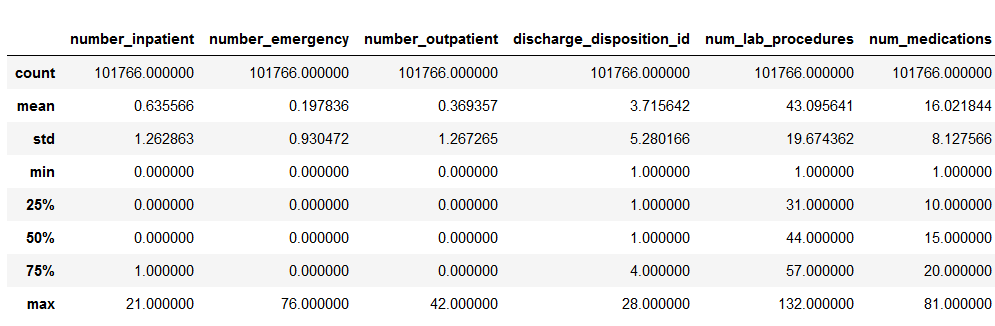 number_inpatient number_emergency number_outpatient discharge_disposition_id num_lab_procedures num_medications
count 101766.000000 101766.000000 101766.000000 101766.000000 101766.000000 101766.000000
mean 0.635566 0.197836 0.369357 3.715642 43.095641 16.021844
std 1.262863 0.930472 1.267265 5.280166 19.674362 8.127566
min 0.000000 0.000000 0.000000 1.000000 1.000000 1.000000
25% 0.000000 0.000000 0.000000 1.000000 31.000000 10.000000
50% 0.000000 0.000000 0.000000 1.000000 44.000000 15.000000
75% 1.000000 0.000000 0.000000 4.000000 57.000000 20.000000
max 21.000000 76.000000 42.000000 28.000000 132.000000 81.000000